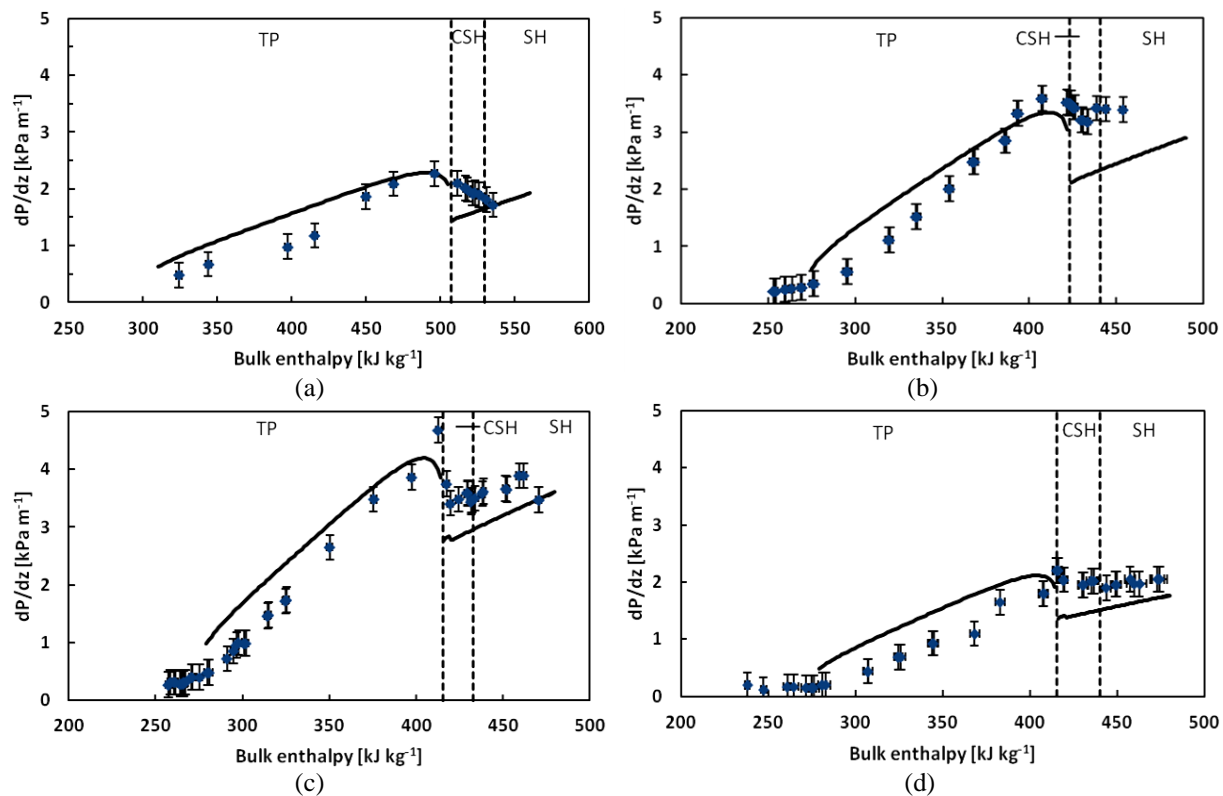 TP CSH SH
5
4
3
2
1
0
dP/dz [kPa m⁻¹]
250 300 350 400 450 500 550 600
Bulk enthalpy [kJ kg⁻¹]
(a)
TP CSH SH
5
4
3
2
1
0
dP/dz [kPa m⁻¹]
200 250 300 350 400 450 500
Bulk enthalpy [kJ kg⁻¹]
(b)
TP CSH SH
5
4
3
2
1
0
dP/dz [kPa m⁻¹]
200 250 300 350 400 450 500
Bulk enthalpy [kJ kg⁻¹]
(c)
TP CSH SH
5
4
3
2
1
0
dP/dz [kPa m⁻¹]
200 250 300 350 400 450 500
Bulk enthalpy [kJ kg⁻¹]
(d)